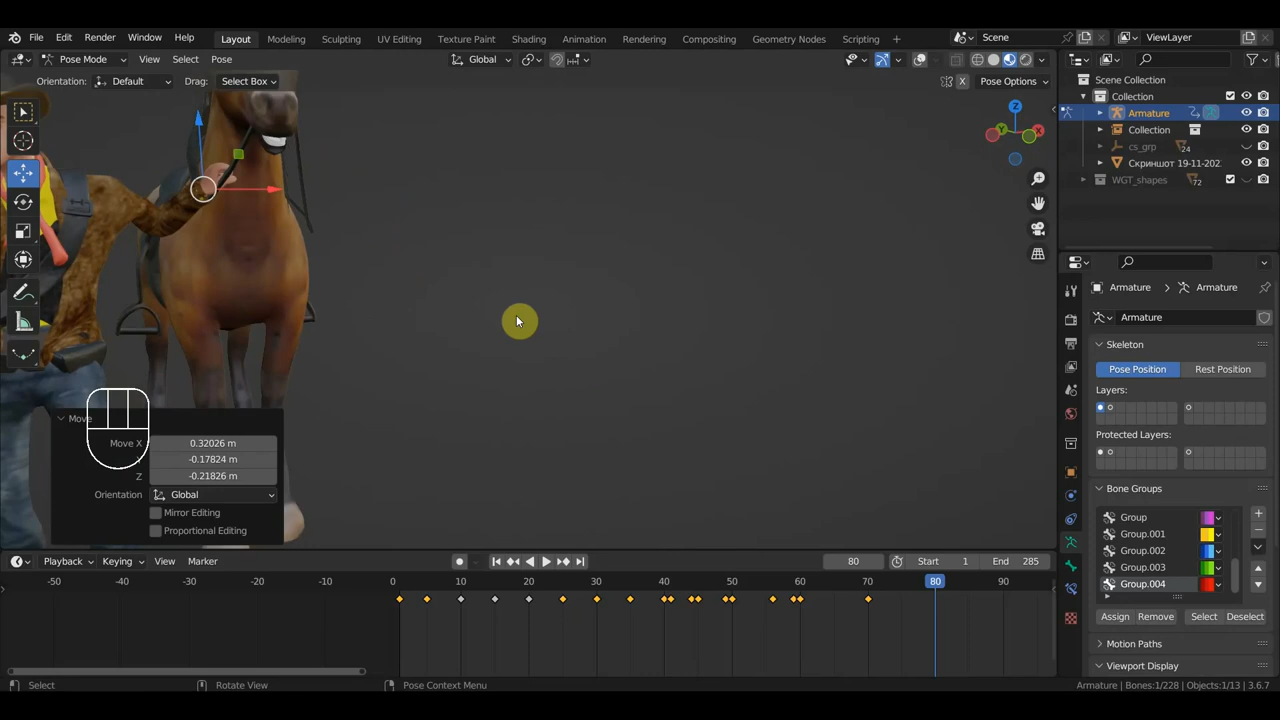 File Edit Render Window Help Layout Modeling Sculpting UV Editing Texture Paint Shading Animation Rendering Compositing Geometry Nodes Scripting + Scene ViewLayer
Pose Mode View Select Pose Global
Orientation: Default Drag: Select Box X Pose Options
Scene Collection
Collection
Armature
Collection
cs_grp 24
Скриншот 19-11-202
WGT_shapes 72
Z
Y X
Armature > Armature
Armature
Skeleton
Pose Position Rest Position
Layers:
Protected Layers:
Bone Groups
Group
Group.001
Group.002
Group.003
Group.004
Assign Remove Select Deselect
Motion Paths
Viewport Display
Move
Move X 0.32026 m
-0.17824 m
Z -0.21826 m
Orientation Global
Mirror Editing
Proportional Editing
Playback Keying View Marker 80 Start 1 End 285
-50 -40 -30 -20 -10 0 10 20 30 40 50 60 70 80 90
Select Rotate View Pose Context Menu Armature | Bones:1/228 | Objects:1/13 | 3.6.7